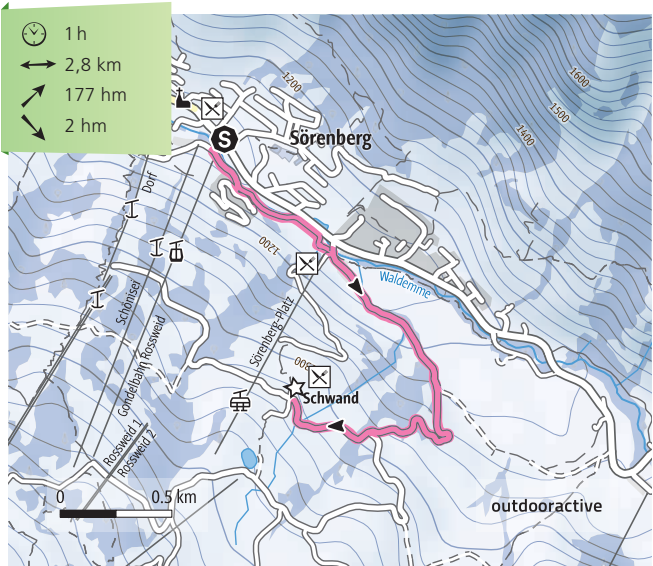 1 h
2,8 km
177 hm
2 hm
1200
1600
1500
1400
S
Sörenberg
Dorf
1200
Waldemme
Schöniser
Gondelbahn Rossweid
Sörenberg-Platz
Schwand
Rossweid 1
Rossweid 2
0
0.5 km
outdooractive